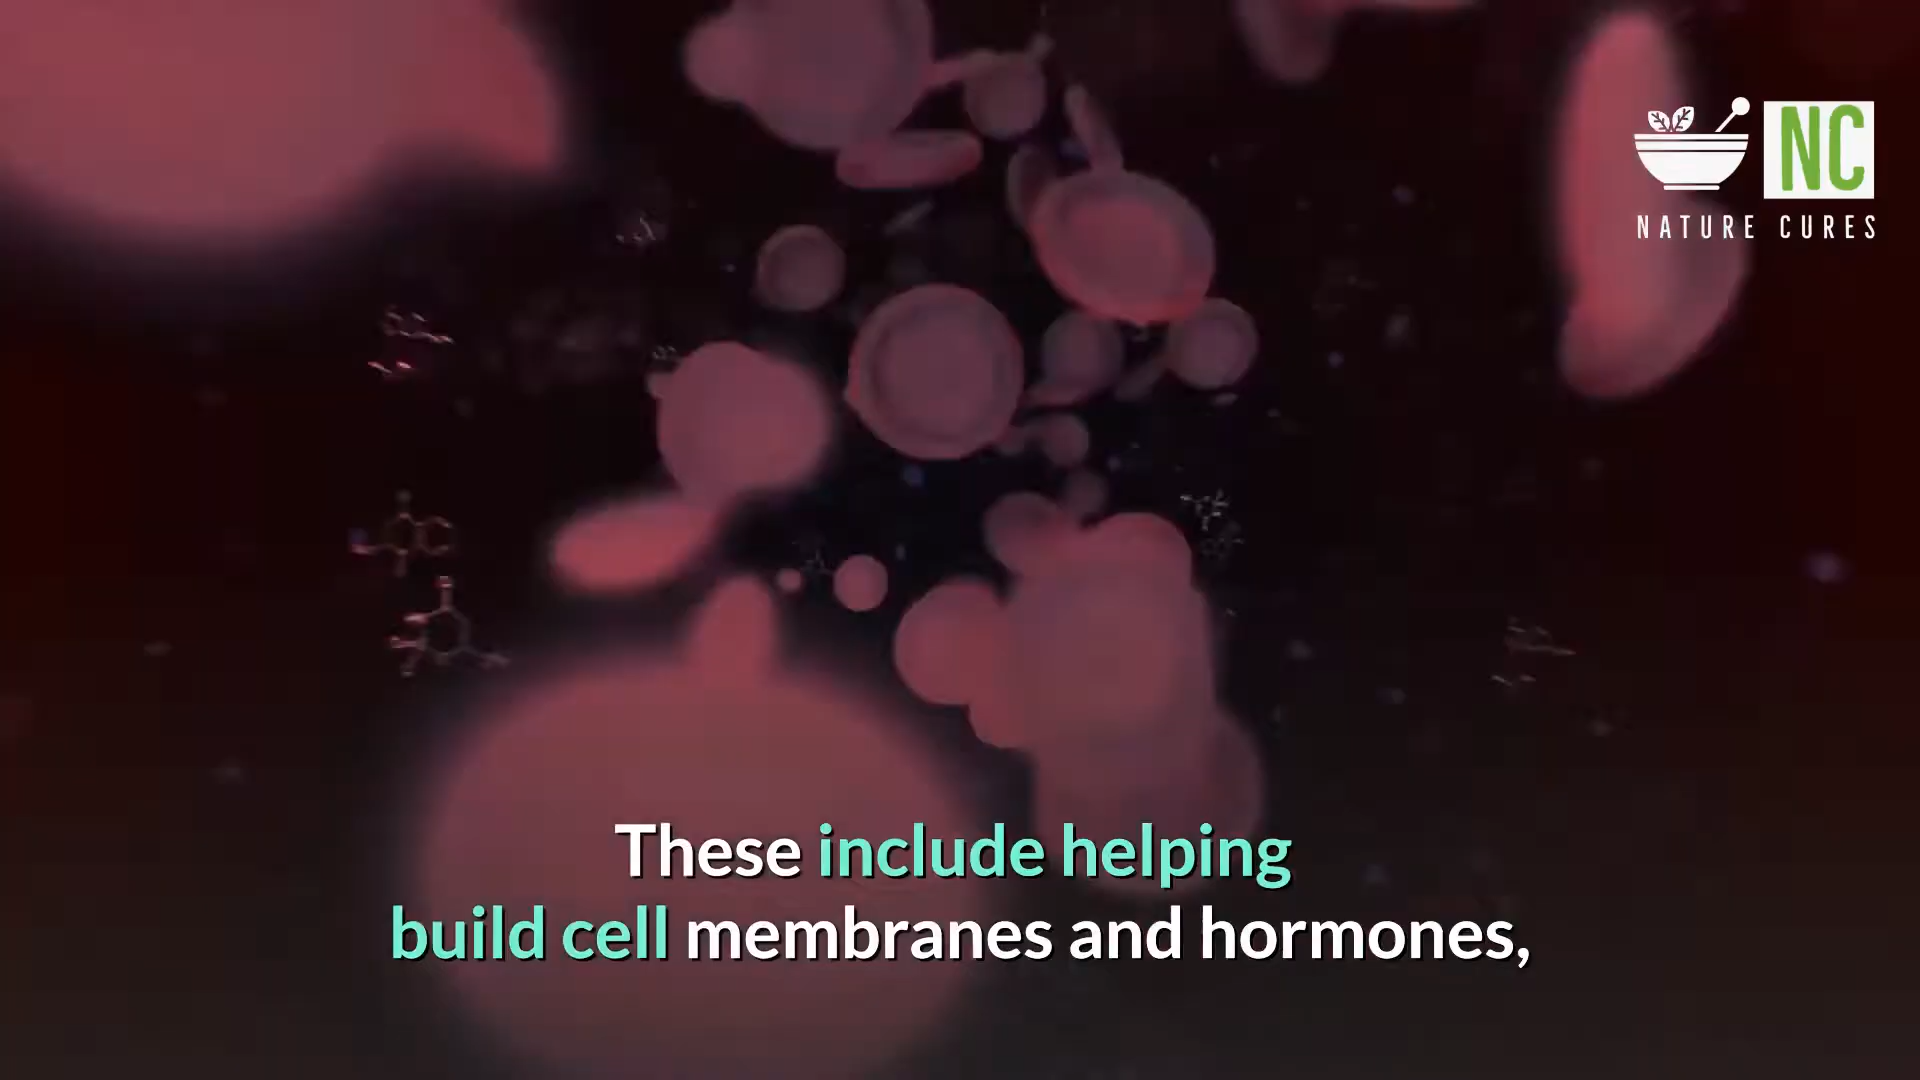 NC
NATURE CURES
These include helping
build cell membranes and hormones,